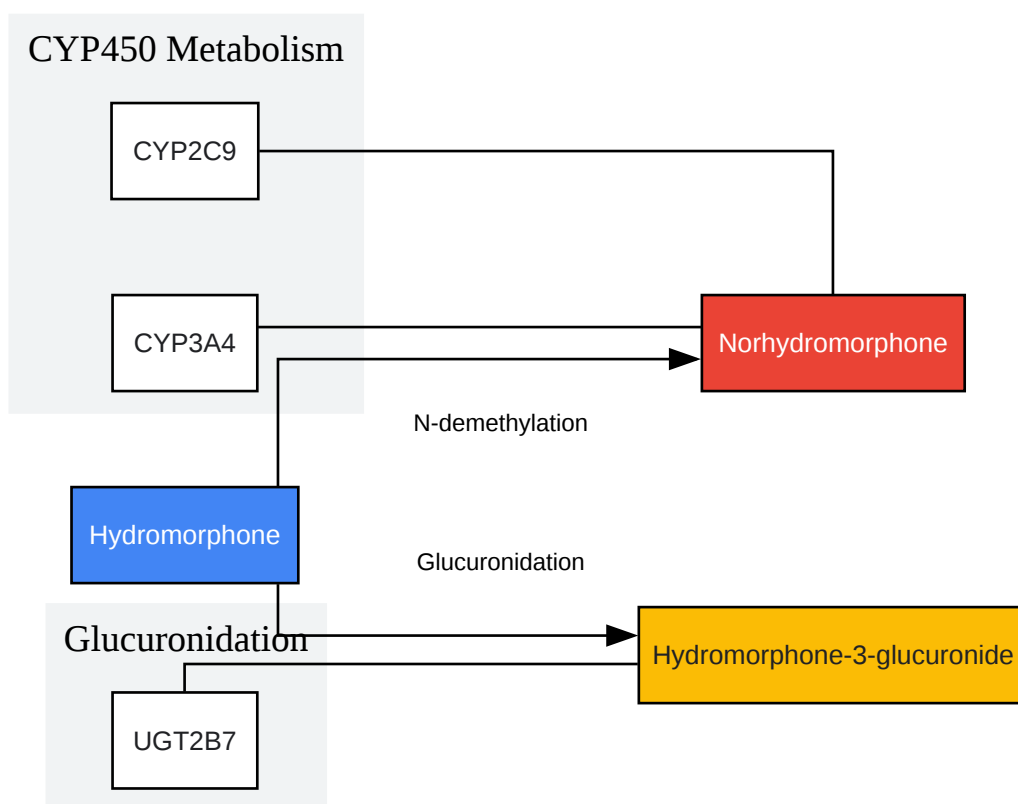 CYP450 Metabolism
CYP2C9
CYP3A4
Norhydromorphone
N-demethylation
Hydromorphone
Glucuronidation
Glucuronidation
Hydromorphone-3-glucuronide
UGT2B7